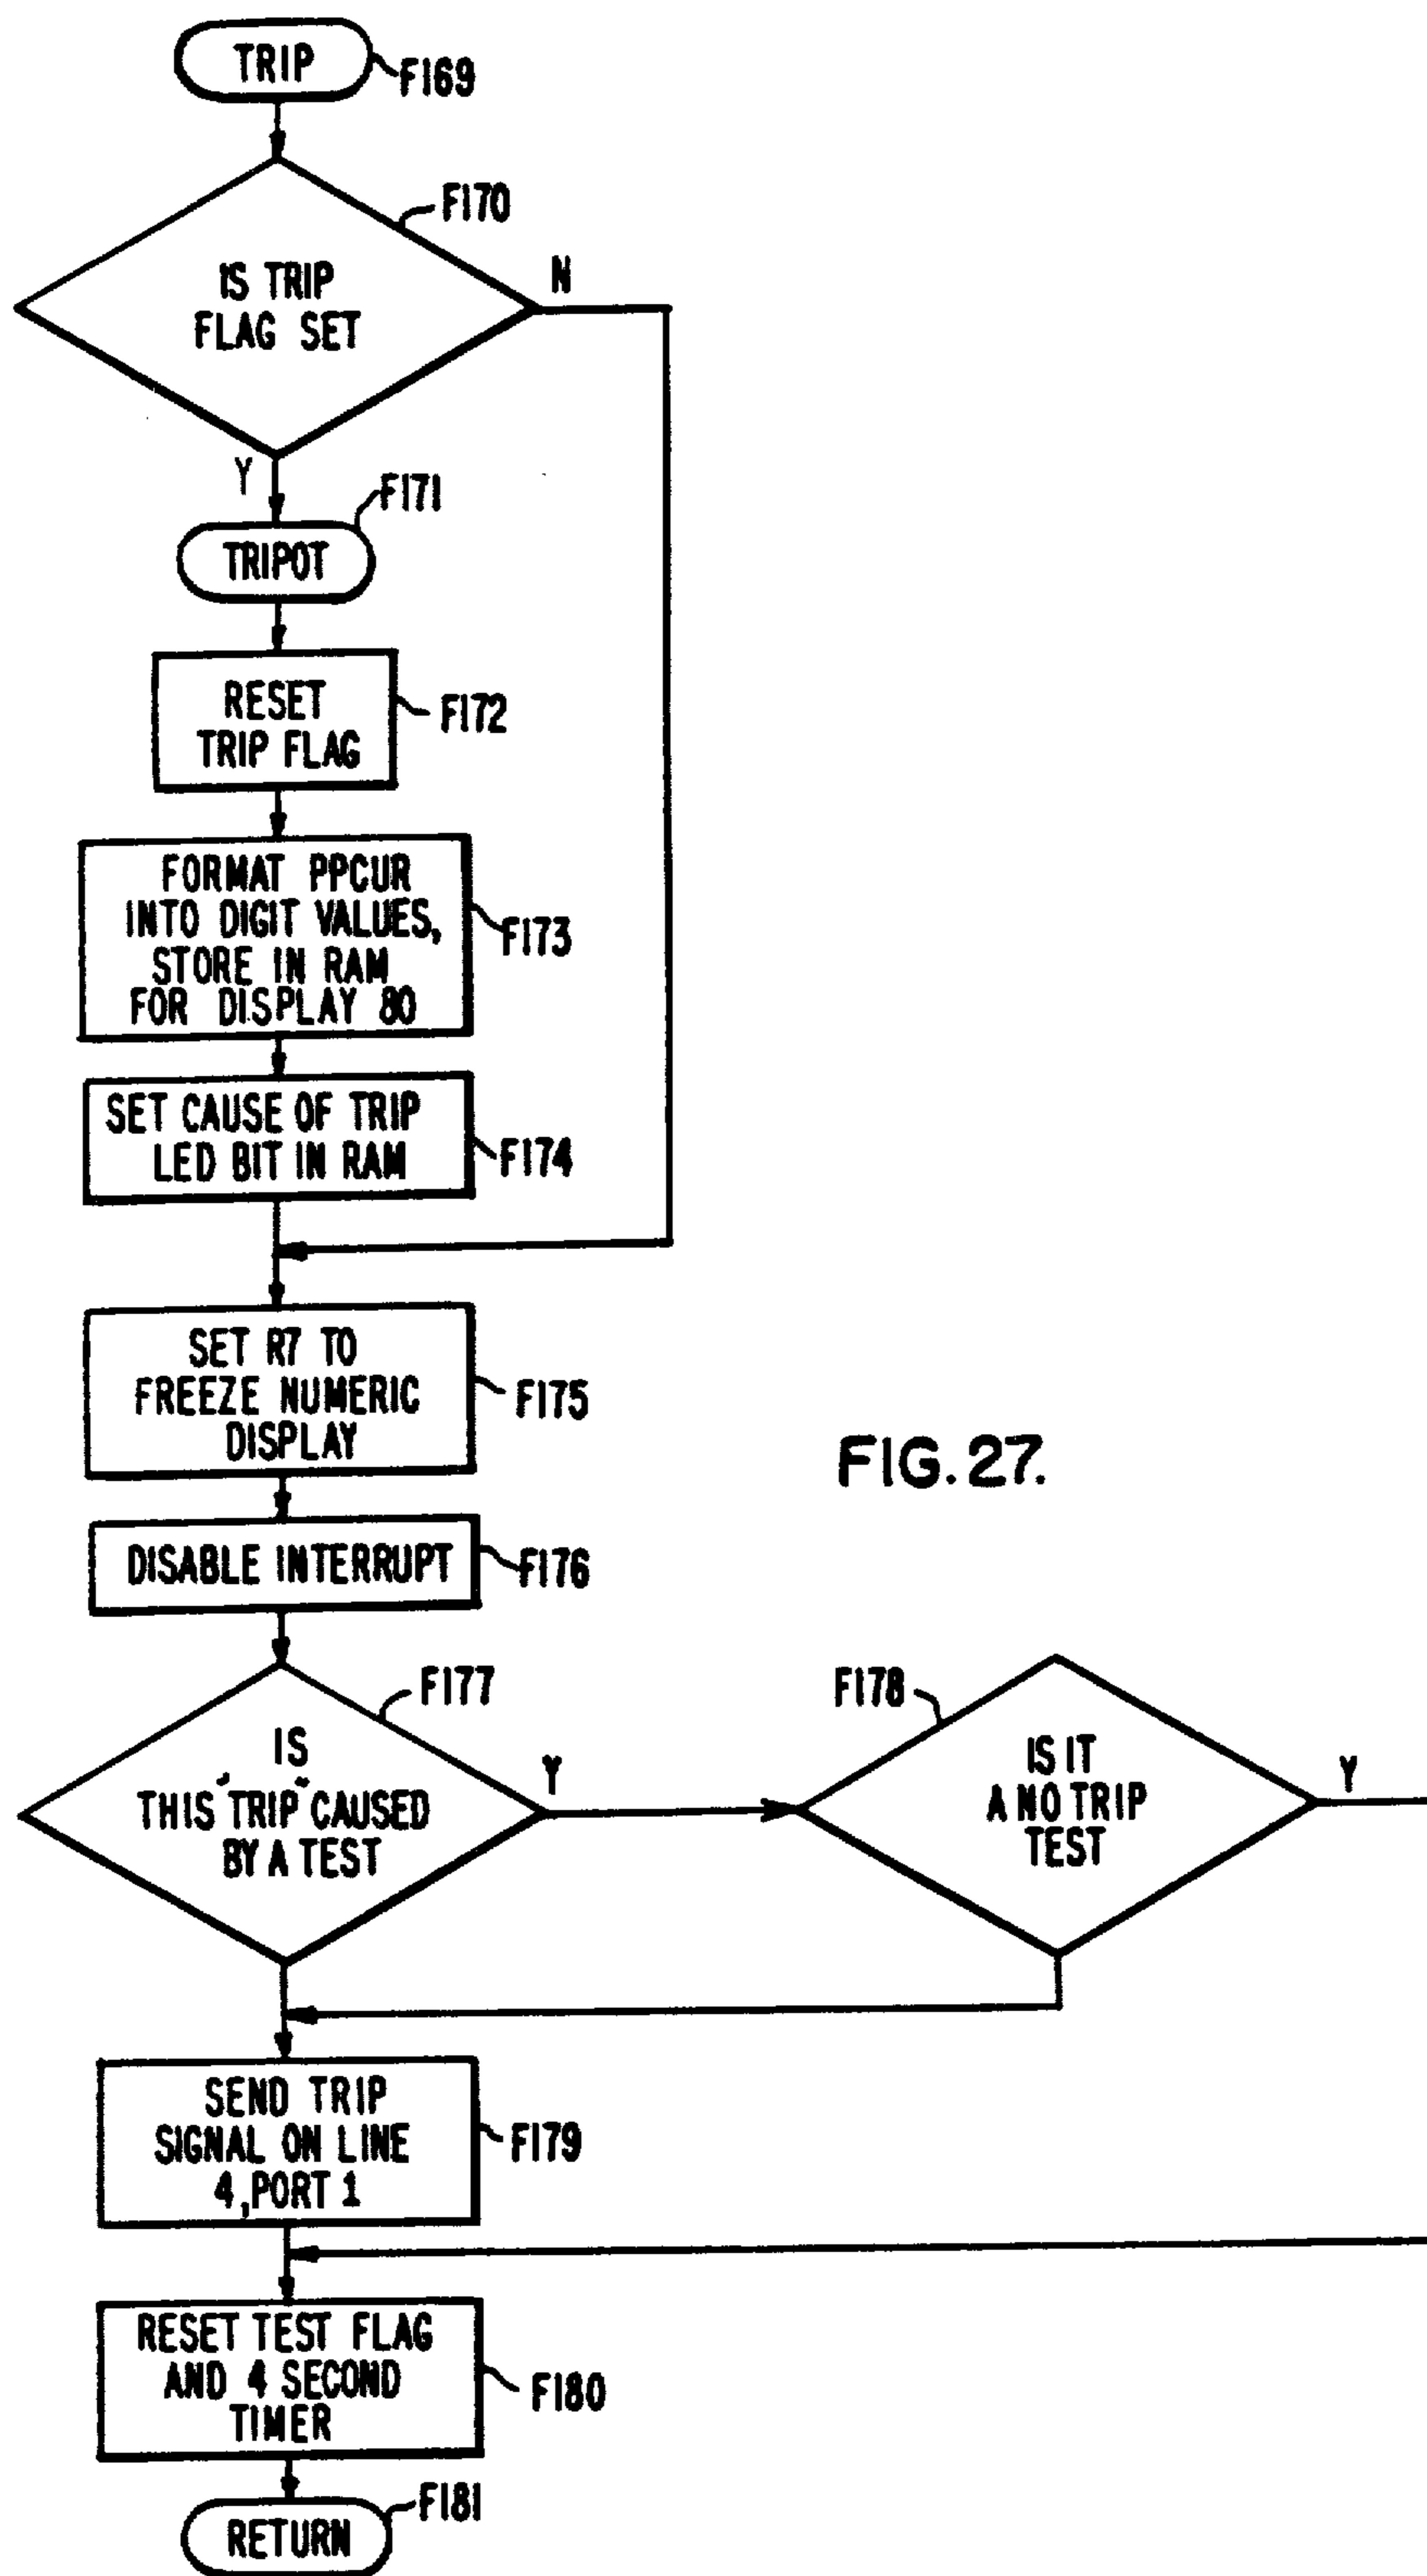 TRIP
F169
F170
IS TRIP
FLAG SET
N
Y
F171
TRIPOT
RESET
TRIP FLAG
F172
FORMAT PPCUR
INTO DIGIT VALUES,
STORE IN RAM
FOR DISPLAY 80
F173
SET CAUSE OF TRIP
LED BIT IN RAM
F174
SET R7 TO
FREEZE NUMERIC
DISPLAY
F175
FIG. 27.
DISABLE INTERRUPT
F176
F177
IS
THIS "TRIP" CAUSED
BY A TEST
Y
F178
IS IT
A NO TRIP
TEST
Y
SEND TRIP
SIGNAL ON LINE
4, PORT 1
F179
RESET TEST FLAG
AND 4 SECOND
TIMER
F180
F181
RETURN